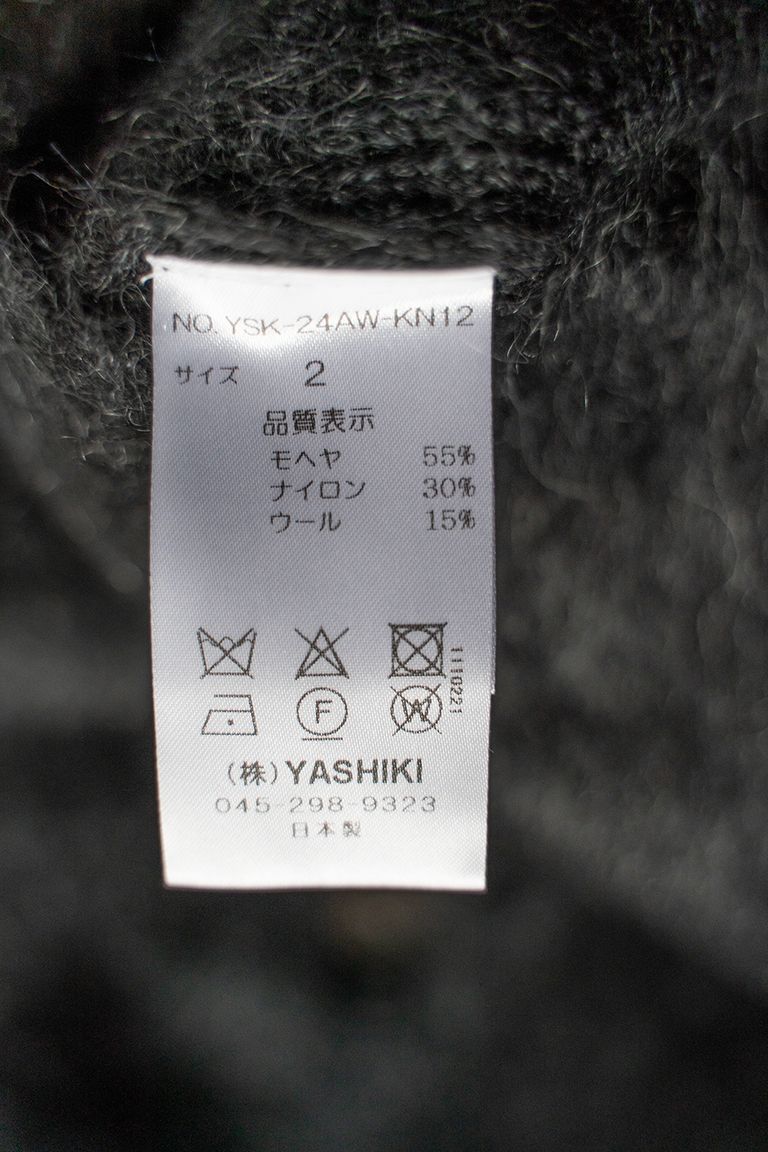 NO. YSK-24AW-KN12
サイズ 2
品質表示
モヘヤ 55%
ナイロン 30%
ウール 15%
1110221
F W
(株)YASHIKI
045-298-9323
日本製